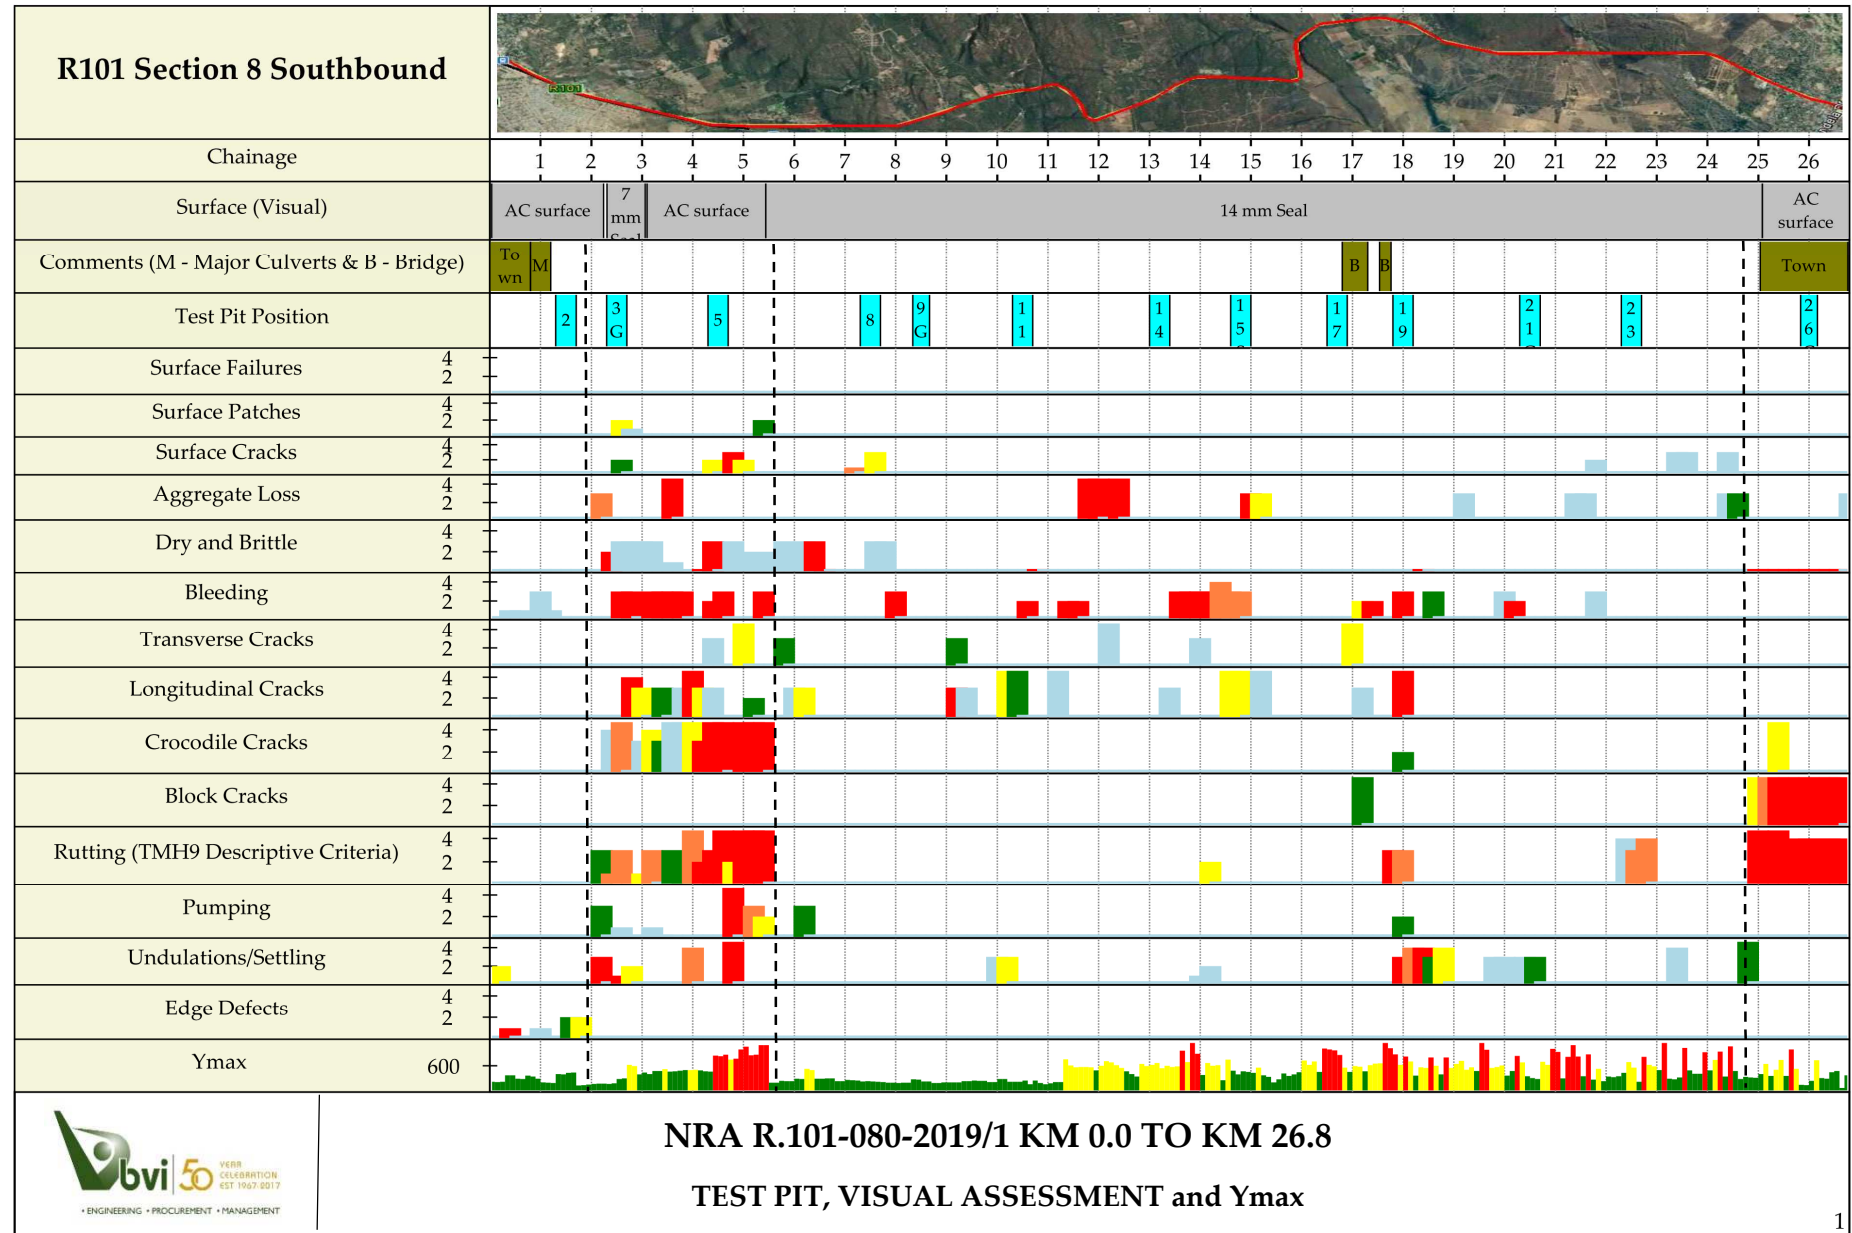 R101 Section 8 Southbound
R101
Chainage
1 2 3 4 5 6 7 8 9 10 11 12 13 14 15 16 17 18 19 20 21 22 23 24 25 26
Surface (Visual)
AC surface
7
mm
AC surface
14 mm Seal
AC
surface
Comments (M - Major Culverts & B - Bridge)
To
wn
M
B
B
Town
Test Pit Position
2
3
G
5
8
9
G
1
1
1
4
1
5
1
7
1
9
2
1
2
3
2
6
Surface Failures
4
2
Surface Patches
4
2
Surface Cracks
4
2
Aggregate Loss
4
2
Dry and Brittle
4
2
Bleeding
4
2
Transverse Cracks
4
2
Longitudinal Cracks
4
2
Crocodile Cracks
4
2
Block Cracks
4
2
Rutting (TMH9 Descriptive Criteria)
4
2
Pumping
4
2
Undulations/Settling
4
2
Edge Defects
4
2
Ymax
600
bvi 50 YEAR
CELEBRATION
EST 1967-2017
• ENGINEERING • PROCUREMENT • MANAGEMENT
NRA R.101-080-2019/1 KM 0.0 TO KM 26.8
TEST PIT, VISUAL ASSESSMENT and Ymax
1